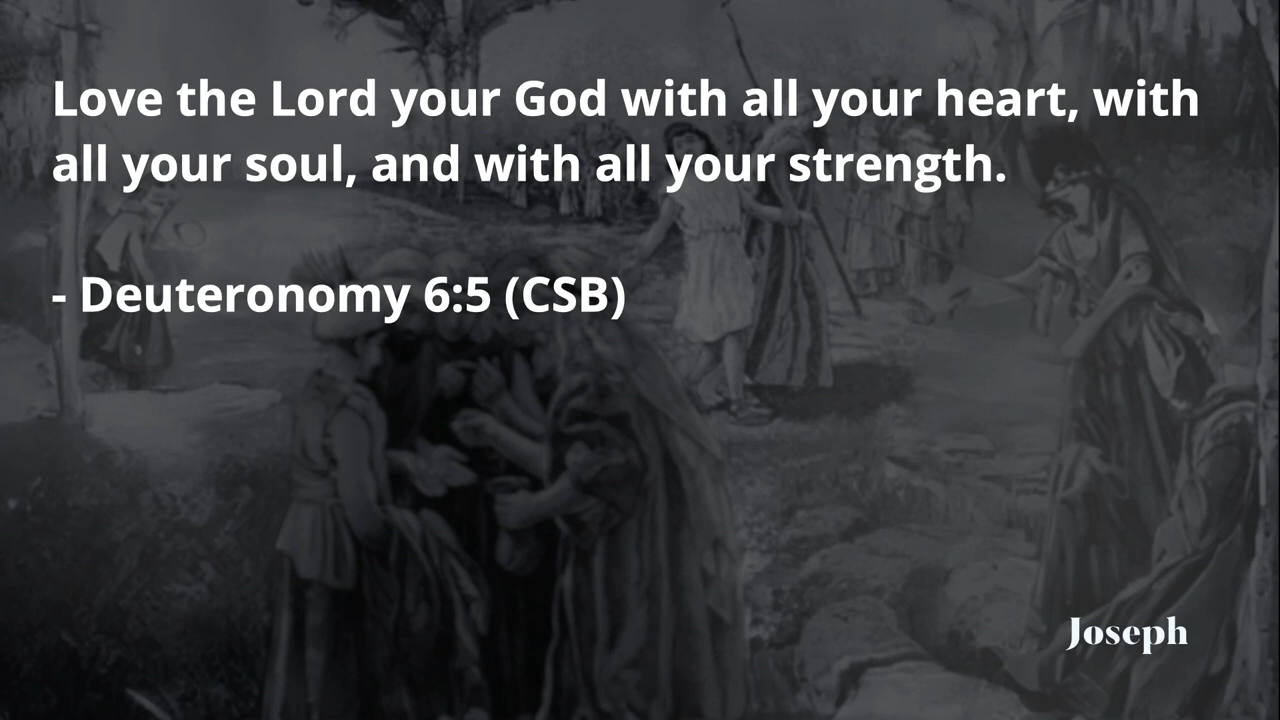 Love the Lord your God with all your heart, with
all your soul, and with all your strength.
- Deuteronomy 6:5 (CSB)
Joseph